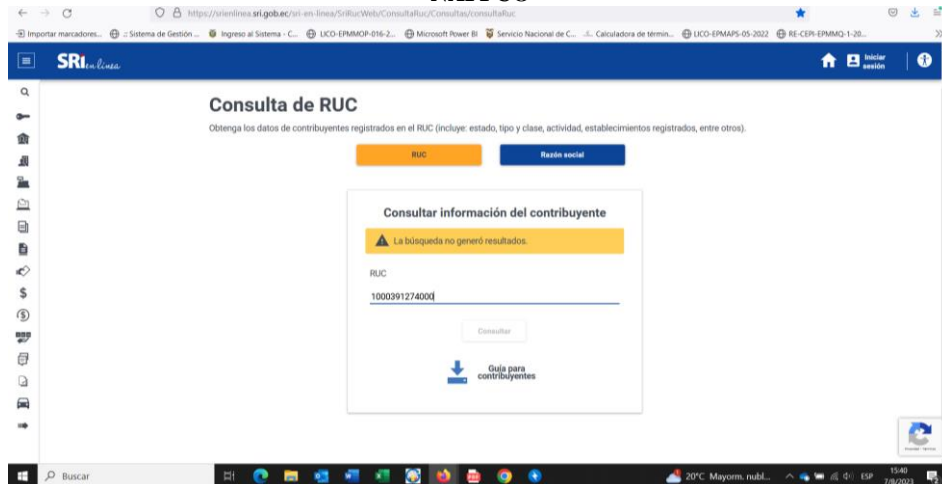 https://srienlinea.sri.gob.ec/sri-en-linea/SriRucWeb/ConsultaRuc/Consultas/consultaRuc
Importar marcadores... .:: Sistema de Gestión ... Ingreso al Sistema - C... LICO-EPMMOP-016-2... Microsoft Power BI Servicio Nacional de C... Calculadora de términ... LICO-EPMAPS-05-2022 RE-CEPI-EPMMQ-1-20...
SRI en línea
Iniciar sesión
Consulta de RUC
Obtenga los datos de contribuyentes registrados en el RUC (incluye: estado, tipo y clase, actividad, establecimientos registrados, entre otros).
RUC Razón social
Consultar información del contribuyente
La búsqueda no generó resultados.
RUC
1000391274000
Consultar
Guía para
contribuyentes
Buscar
20°C Mayorm. nubl... ESP 15:40
7/8/2023